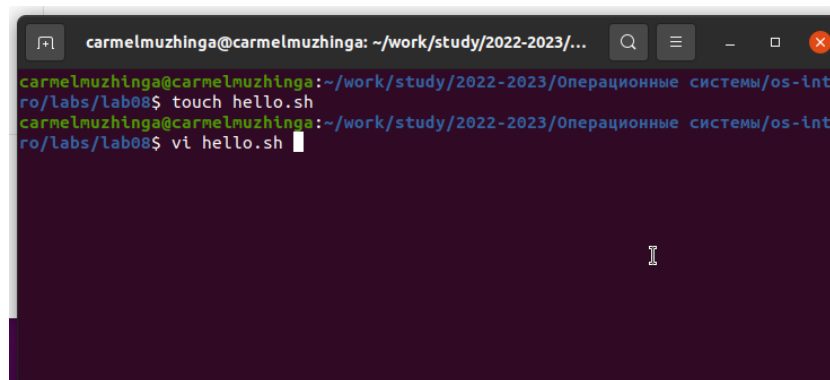 carmelmuzhinga@carmelmuzhinga: ~/work/study/2022-2023/...
carmelmuzhinga@carmelmuzhinga:~/work/study/2022-2023/Операционные системы/os-int
ro/labs/lab08$ touch hello.sh
carmelmuzhinga@carmelmuzhinga:~/work/study/2022-2023/Операционные системы/os-int
ro/labs/lab08$ vi hello.sh